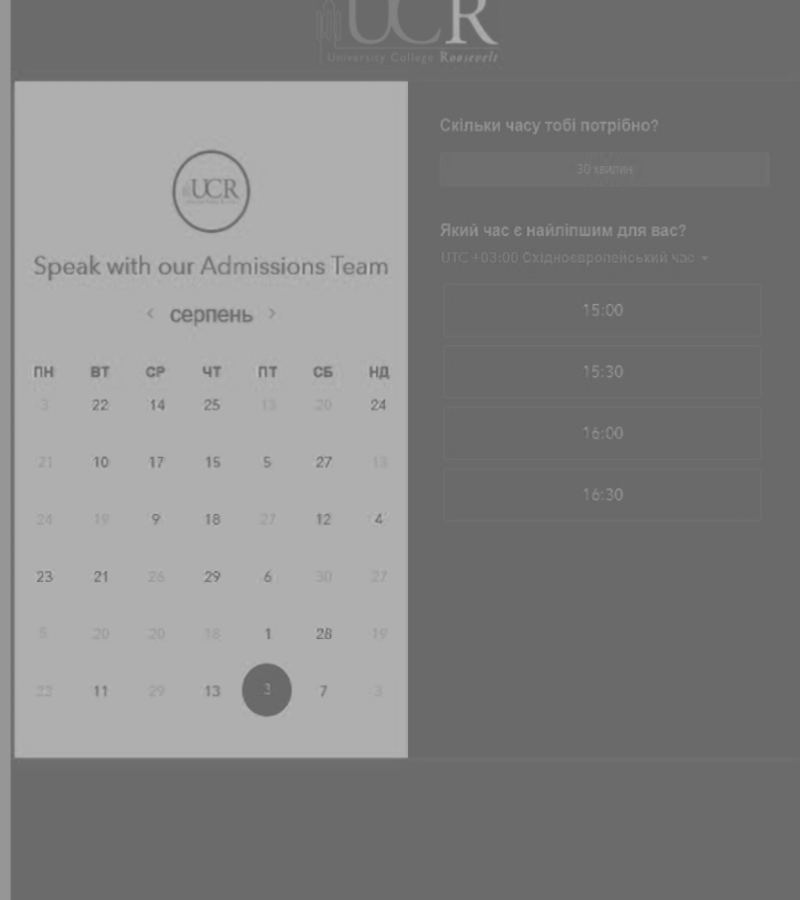 UCR
University College Roosevelt
UCR
Speak with our Admissions Team
‹ серпень ›
ПН ВТ СР ЧТ ПТ СБ НД
3 22 14 25 13 20 24
21 10 17 15 5 27 13
24 19 9 18 27 12 4
23 21 26 29 6 30 27
5 20 20 18 1 28 19
23 11 29 13 3 7 3
Скільки часу тобі потрібно?
30 хвилин
Який час є найліпшим для вас?
UTC +03:00 Східноєвропейський час
15:00
15:30
16:00
16:30